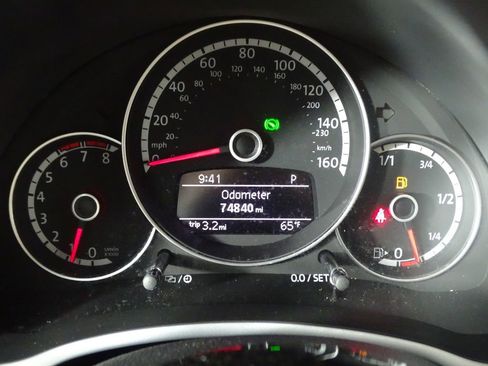 80
60 100
100 120 140 160
80
60
40
40
20
20
mph
0
180
120
200
140
-230
km/h
160
9:41 P
Odometer
74840 mi
trip 3.2 mi 65°F
0.0 / SET
6 7 8
5
4
3
2
1
0
1/min
x1000
1/1 3/4
1/2
1/4
0